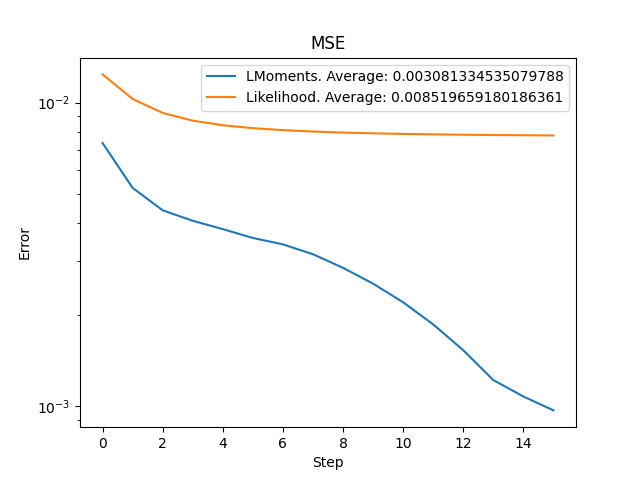 MSE
LMoments. Average: 0.003081334535079788
Likelihood. Average: 0.008519659180186361
10⁻²
10⁻³
Error
0 2 4 6 8 10 12 14
Step